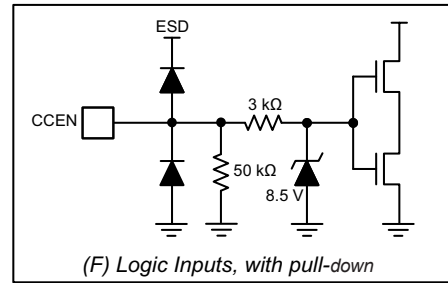 ESD
CCEN
3 kΩ
50 kΩ
8.5 V
(F) Logic Inputs, with pull-down